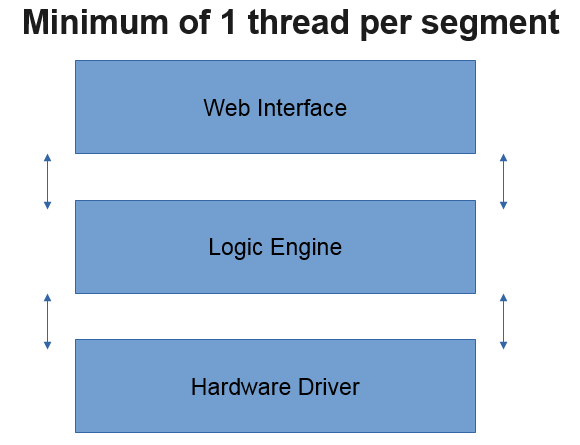 Minimum of 1 thread per segment
Web Interface
Logic Engine
Hardware Driver